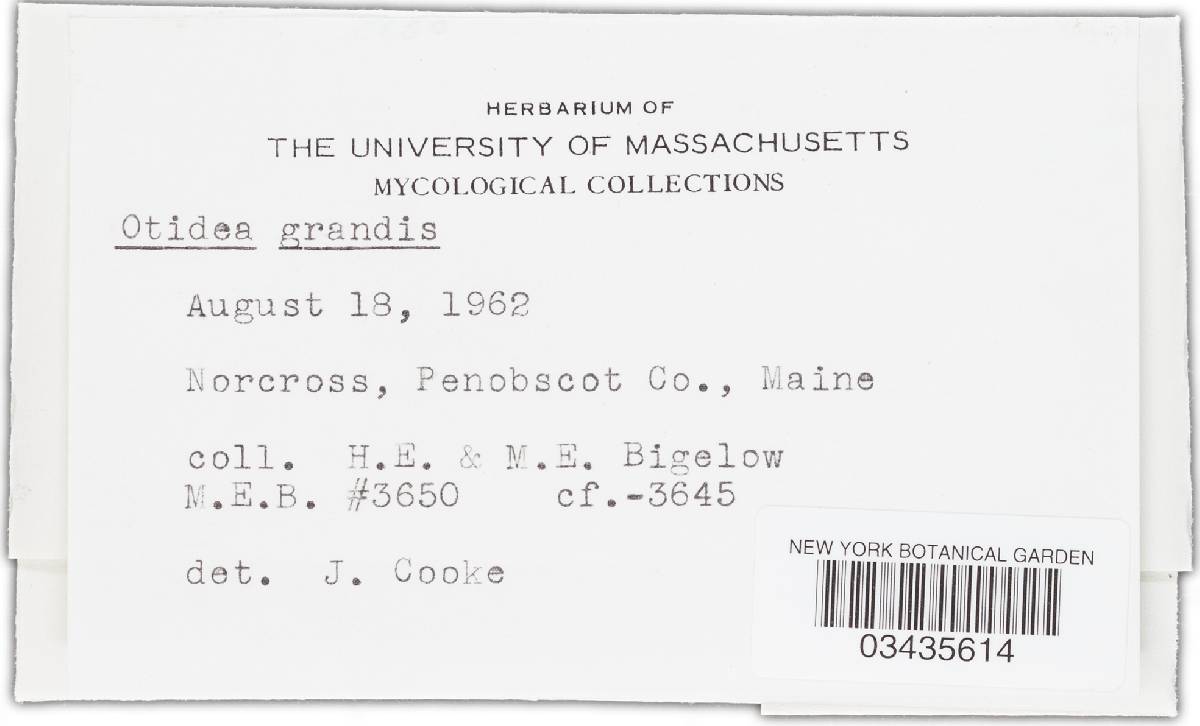 HERBARIUM OF
THE UNIVERSITY OF MASSACHUSETTS
MYCOLOGICAL COLLECTIONS
Otidea grandis
August 18, 1962
Norcross, Penobscot Co., Maine
coll. H.E. & M.E. Bigelow
M.E.B. #3650 cf.-3645
det. J. Cooke
NEW YORK BOTANICAL GARDEN
03435614